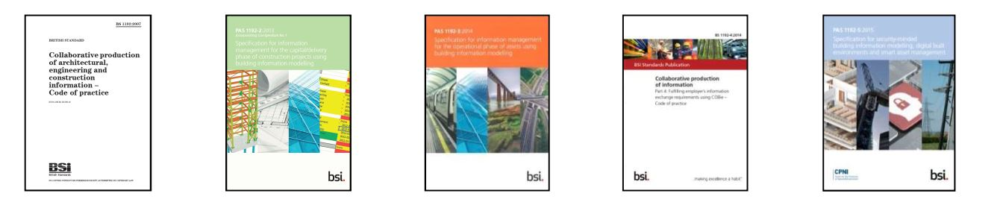 BS 1192:2007
BRITISH STANDARD
Collaborative production
of architectural,
engineering and
construction
information –
Code of practice
BSi
British Standards
PAS 1192-2:2013
Incorporating Corrigendum No. 1
Specification for information
management for the capital/delivery
phase of construction projects using
building information modelling
bsi.
PAS 1192-3:2014
Specification for information management
for the operational phase of assets using
building information modelling
bsi.
BS 1192-4:2014
BSI Standards Publication
Collaborative production
of information
Part 4: Fulfilling employer's information
exchange requirements using COBie –
Code of practice
bsi.
...making excellence a habit.™
PAS 1192-5:2015
Specification for security-minded
building information modelling, digital built
environments and smart asset management
CPNI
bsi.